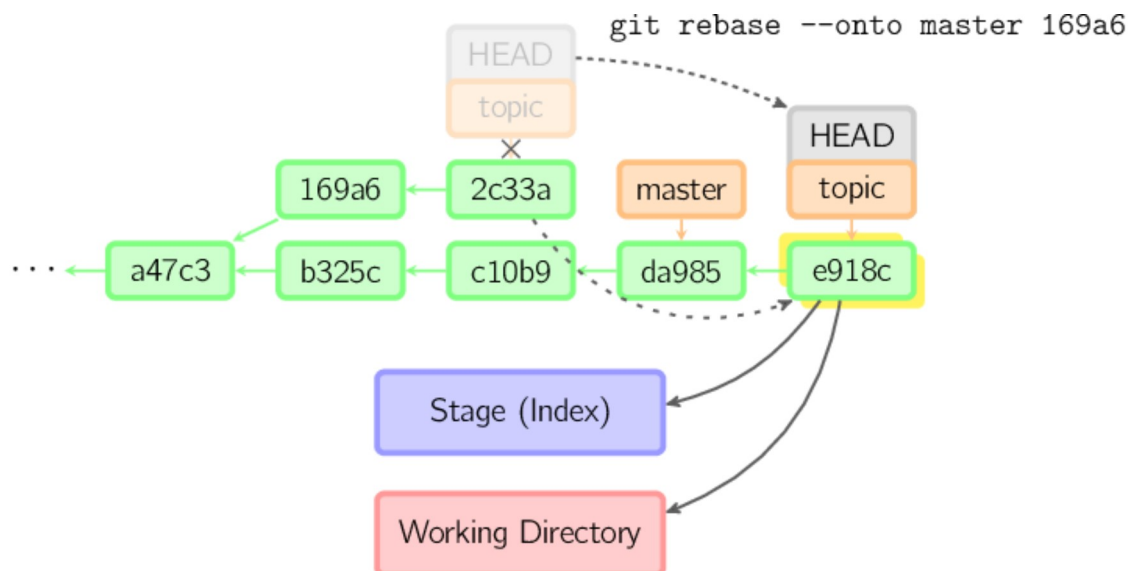 git rebase --onto master 169a6
HEAD
topic
HEAD
169a6
2c33a
master
topic
...
a47c3
b325c
c10b9
da985
e918c
Stage (Index)
Working Directory